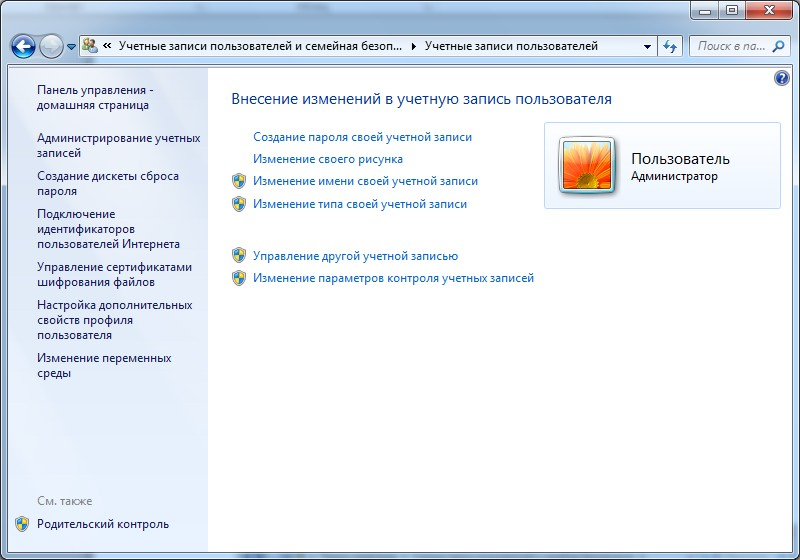 « Учетные записи пользователей и семейная безоп... ▸ Учетные записи пользователей
Поиск в па...
Панель управления -
домашняя страница
Администрирование учетных
записей
Создание дискеты сброса
пароля
Подключение
идентификаторов
пользователей Интернета
Управление сертификатами
шифрования файлов
Настройка дополнительных
свойств профиля
пользователя
Изменение переменных
среды
См. также
Родительский контроль
Внесение изменений в учетную запись пользователя
Создание пароля своей учетной записи
Изменение своего рисунка
Изменение имени своей учетной записи
Изменение типа своей учетной записи
Управление другой учетной записью
Изменение параметров контроля учетных записей
Пользователь
Администратор